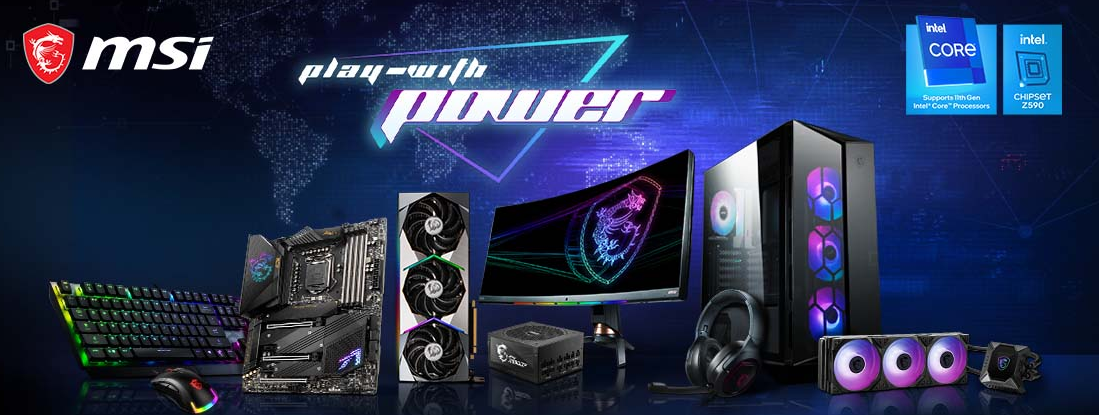 msi
play-with
power
intel
CORE
Supports 11th Gen
Intel® Core™ Processors
intel.
CHIPSET
Z590